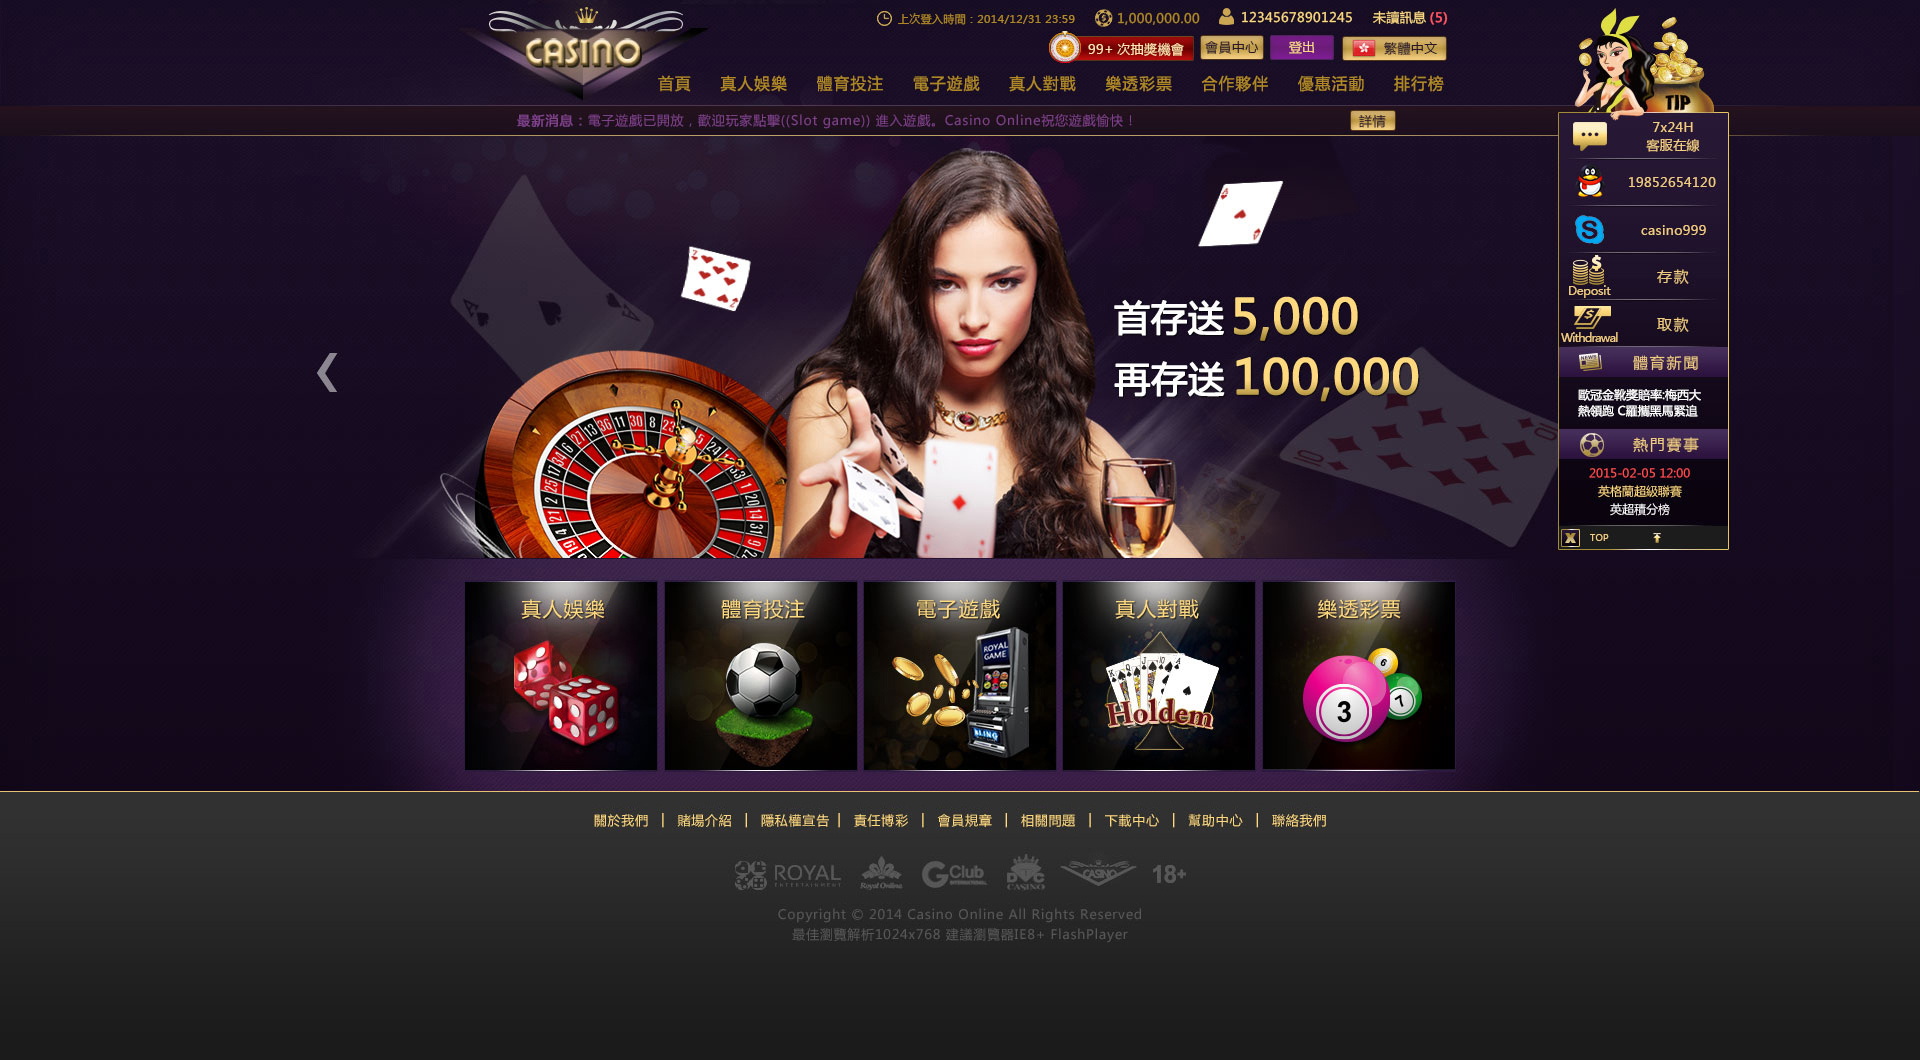 CASINO
上次登入時間：2014/12/31 23:59
1,000,000.00
12345678901245
未讀訊息 (5)
99+ 次抽獎機會
會員中心
登出
繁體中文
首頁 真人娛樂 體育投注 電子遊戲 真人對戰 樂透彩票 合作夥伴 優惠活動 排行榜
最新消息：電子遊戲已開放，歡迎玩家點擊((Slot game)) 進入遊戲。Casino Online祝您遊戲愉快！
詳情
TIP
7x24H
客服在線
19852654120
casino999
Deposit
存款
Withdrawal
取款
NEWS
體育新聞
歐冠金靴獎賠率:梅西大
熱領跑 C羅攜黑馬緊追
熱門賽事
2015-02-05 12:00
英格蘭超級聯賽
英超積分榜
X TOP
首存送 5,000
再存送 100,000
真人娛樂
體育投注
電子遊戲
ROYAL
GAME
BLING
真人對戰
Holdem
樂透彩票
6
3
7
關於我們 | 賭場介紹 | 隱私權宣告 | 責任博彩 | 會員規章 | 相關問題 | 下載中心 | 幫助中心 | 聯絡我們
ROYAL
ENTERTAINMENT
Royal Online
GClub
INTERNATIONAL
CASINO
CASINO
18+
Copyright © 2014 Casino Online All Rights Reserved
最佳瀏覽解析1024x768 建議瀏覽器IE8+ FlashPlayer